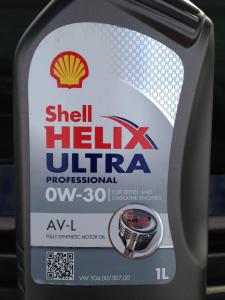 Shell
HELIX
ULTRA
PROFESSIONAL
0W-30
FOR DIESEL AND
GASOLINE ENGINES
AV-L
FULLY SYNTHETIC MOTOR OIL
VW 504.00/507.00
1L